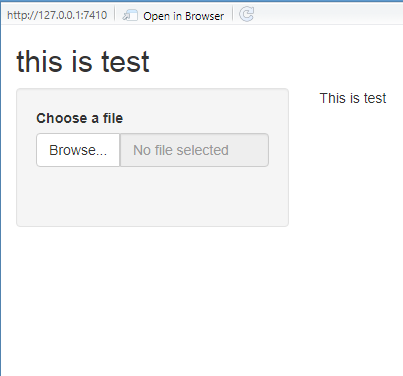 http://127.0.0.1:7410 Open in Browser
this is test
Choose a file
Browse... No file selected
This is test